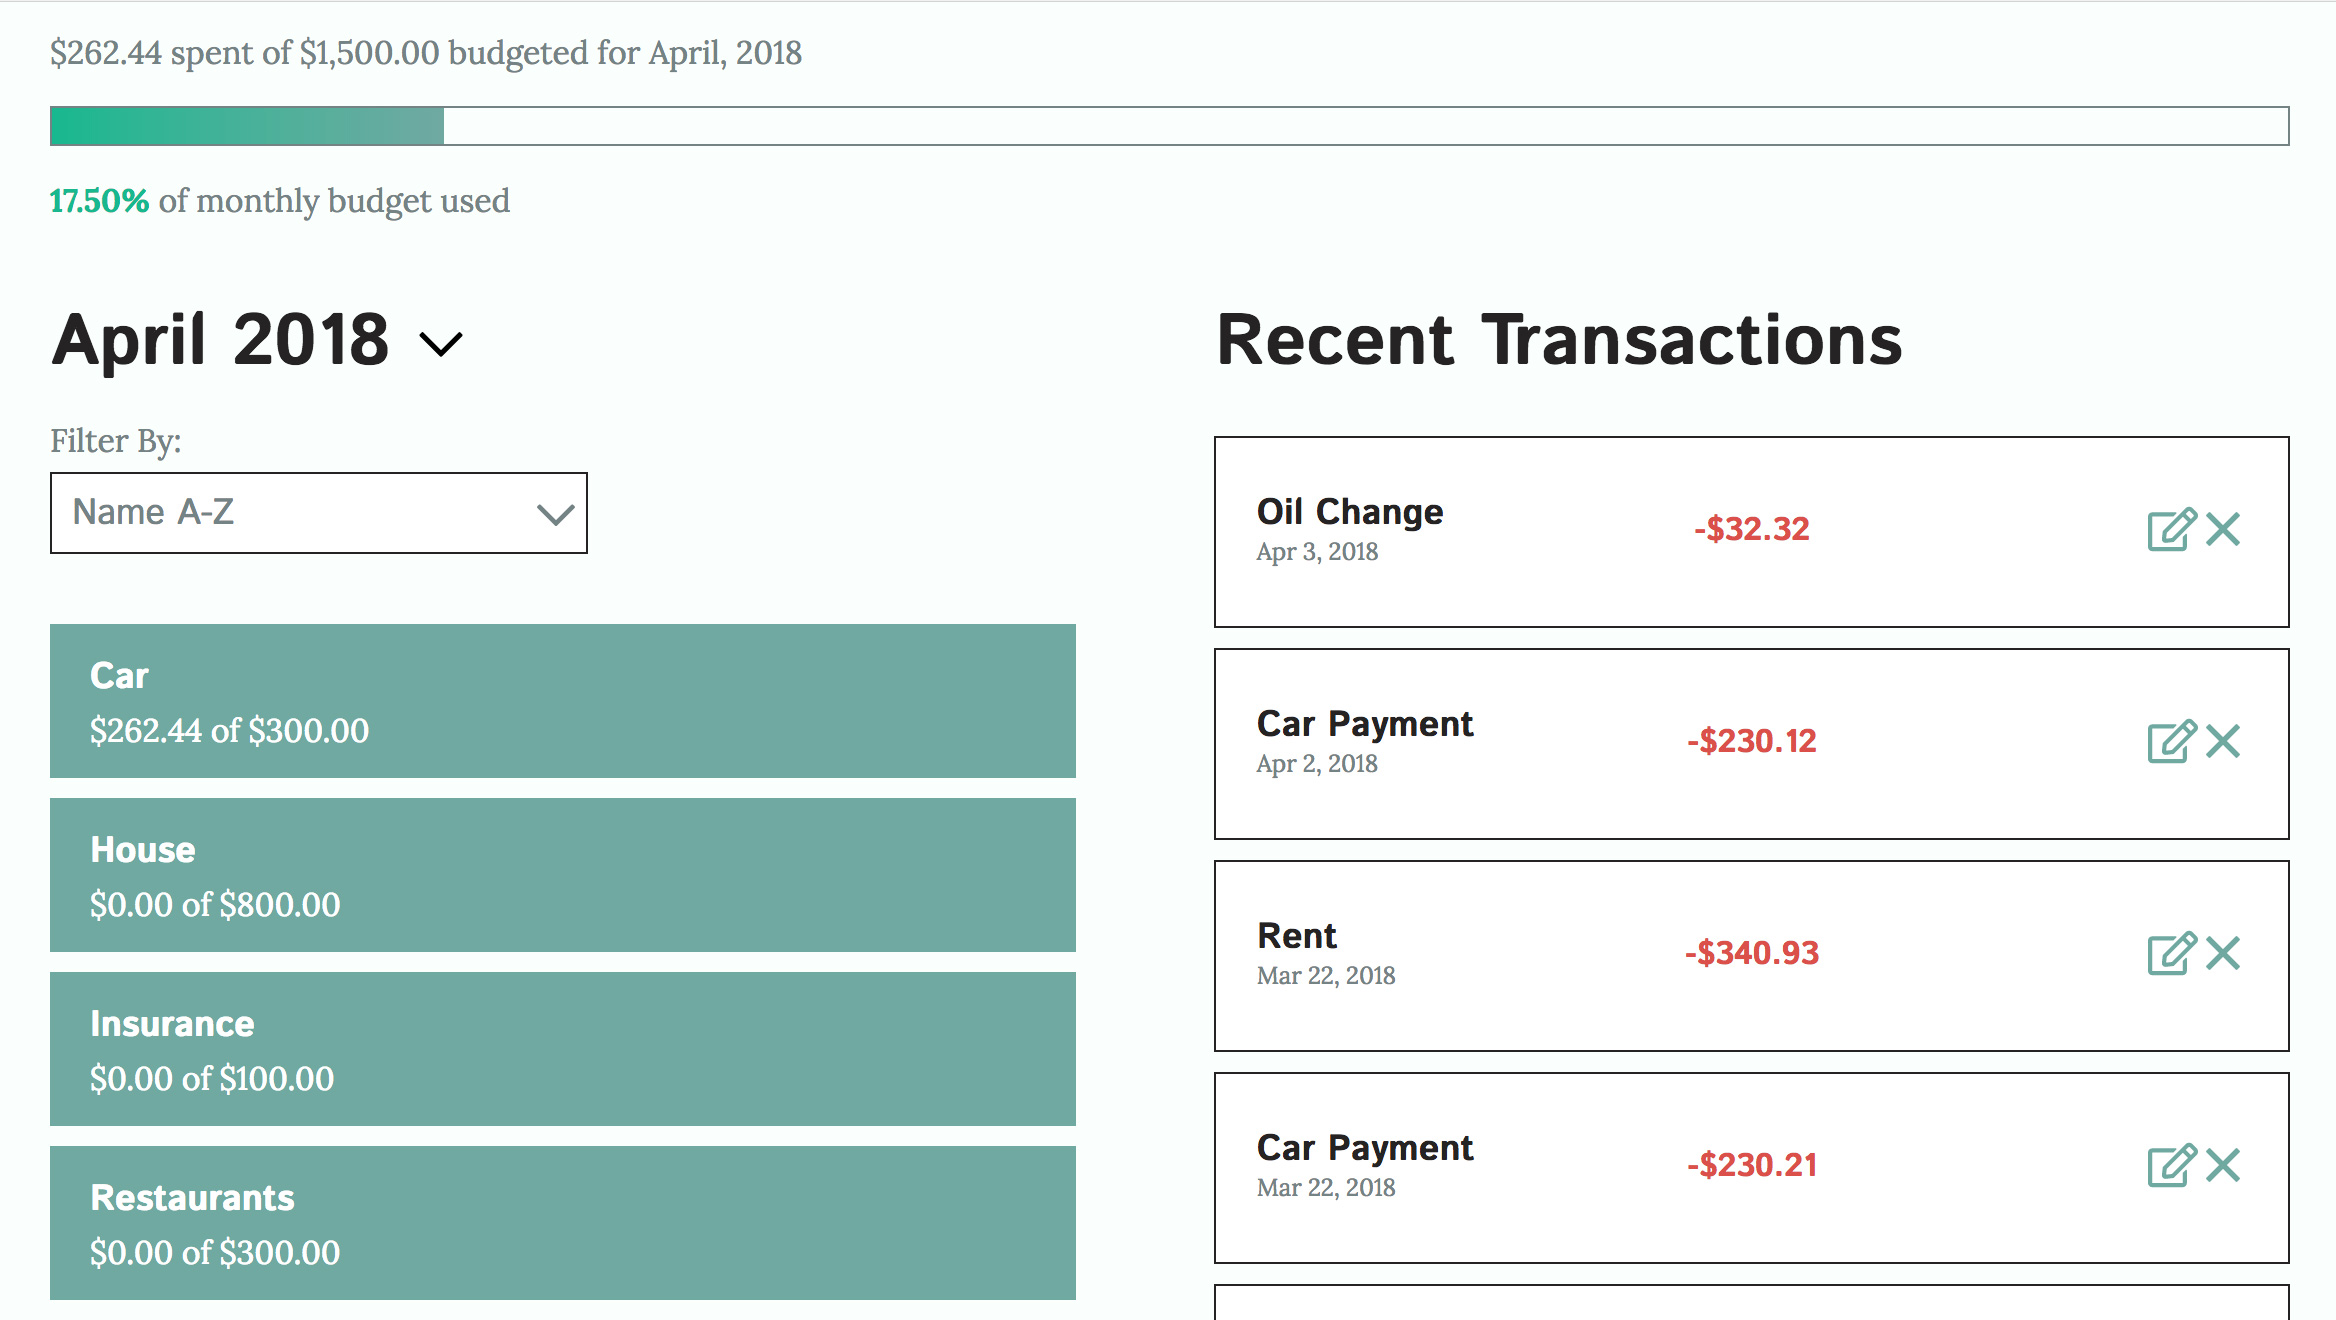 $262.44 spent of $1,500.00 budgeted for April, 2018
17.50% of monthly budget used
April 2018
Filter By:
Name A-Z
Car
$262.44 of $300.00
House
$0.00 of $800.00
Insurance
$0.00 of $100.00
Restaurants
$0.00 of $300.00
Recent Transactions
Oil Change
Apr 3, 2018
-$32.32
Car Payment
Apr 2, 2018
-$230.12
Rent
Mar 22, 2018
-$340.93
Car Payment
Mar 22, 2018
-$230.21